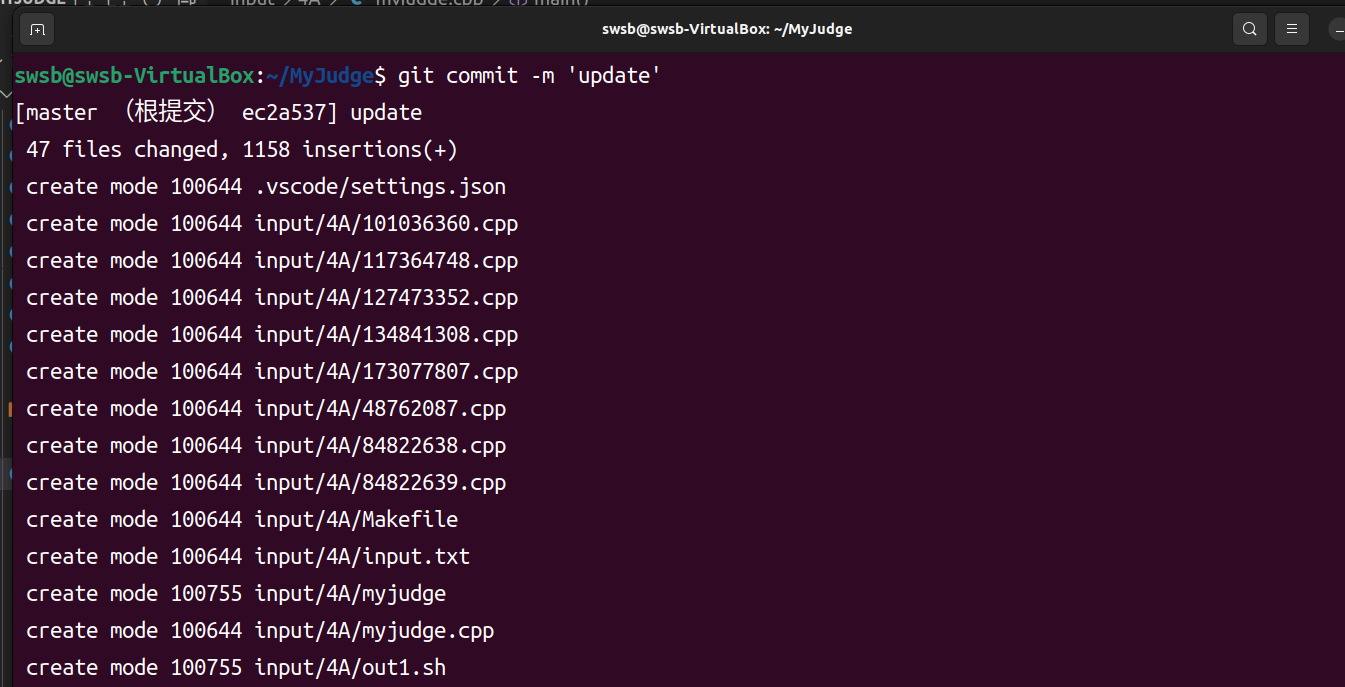 input
4A
myjudge.cpp
main()
swsb@swsb-VirtualBox: ~/MyJudge
swsb@swsb-VirtualBox:~/MyJudge$ git commit -m 'update'
[master （根提交） ec2a537] update
47 files changed, 1158 insertions(+)
create mode 100644 .vscode/settings.json
create mode 100644 input/4A/101036360.cpp
create mode 100644 input/4A/117364748.cpp
create mode 100644 input/4A/127473352.cpp
create mode 100644 input/4A/134841308.cpp
create mode 100644 input/4A/173077807.cpp
create mode 100644 input/4A/48762087.cpp
create mode 100644 input/4A/84822638.cpp
create mode 100644 input/4A/84822639.cpp
create mode 100644 input/4A/Makefile
create mode 100644 input/4A/input.txt
create mode 100755 input/4A/myjudge
create mode 100644 input/4A/myjudge.cpp
create mode 100755 input/4A/out1.sh